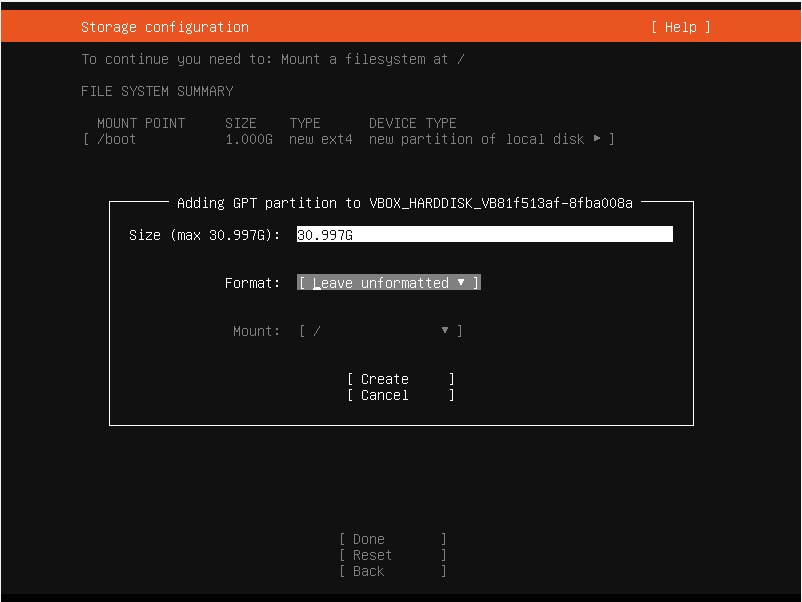 Storage configuration [ Help ]
To continue you need to: Mount a filesystem at /
FILE SYSTEM SUMMARY
MOUNT POINT SIZE TYPE DEVICE TYPE
[ /boot 1.000G new ext4 new partition of local disk ▸ ]
Adding GPT partition to VBOX_HARDDISK_VB81f513af-8fba008a
Size (max 30.997G): 30.997G
Format: [ Leave unformatted ▾ ]
Mount: [ / ▾ ]
[ Create ]
[ Cancel ]
[ Done ]
[ Reset ]
[ Back ]